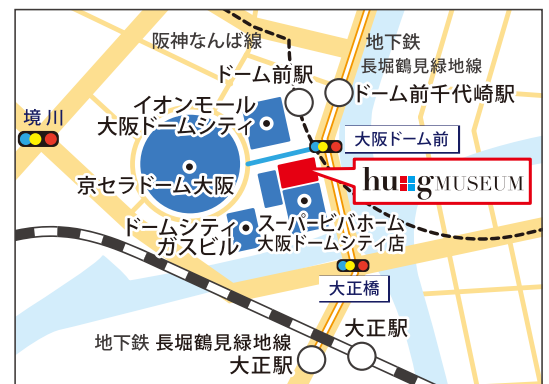 阪神なんば線
地下鉄
長堀鶴見緑地線
ドーム前駅
ドーム前千代崎駅
イオンモール
大阪ドームシティ
境川
大阪ドーム前
京セラドーム大阪
hu+g MUSEUM
ドームシティ
ガスビル
スーパービバホーム
大阪ドームシティ店
大正橋
大正駅
地下鉄 長堀鶴見緑地線
大正駅